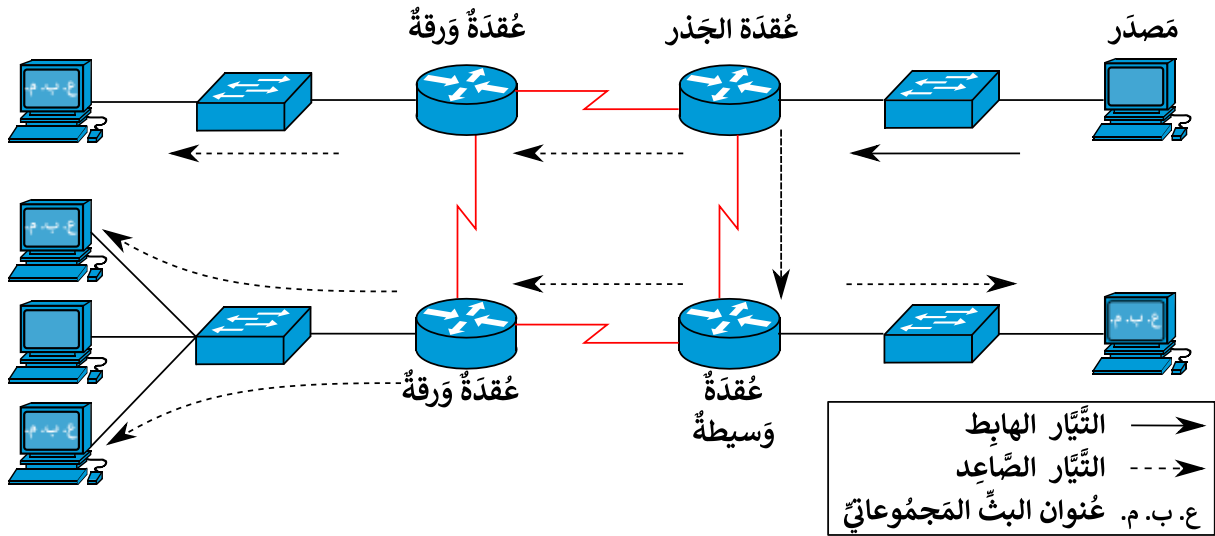 مَصدَر
عُقدَة الجَذر
عُقدَةٌ وَرقةٌ
ع. ب. م.
ع. ب. م.
ع. ب. م.
ع. ب. م.
عُقدَةٌ
وَسيطةٌ
عُقدَةٌ وَرقةٌ
التَّيَّار الهابِط
التَّيَّار الصَّاعِد
ع. ب. م. عُنوان البثِّ المَجمُوعاتيِّ